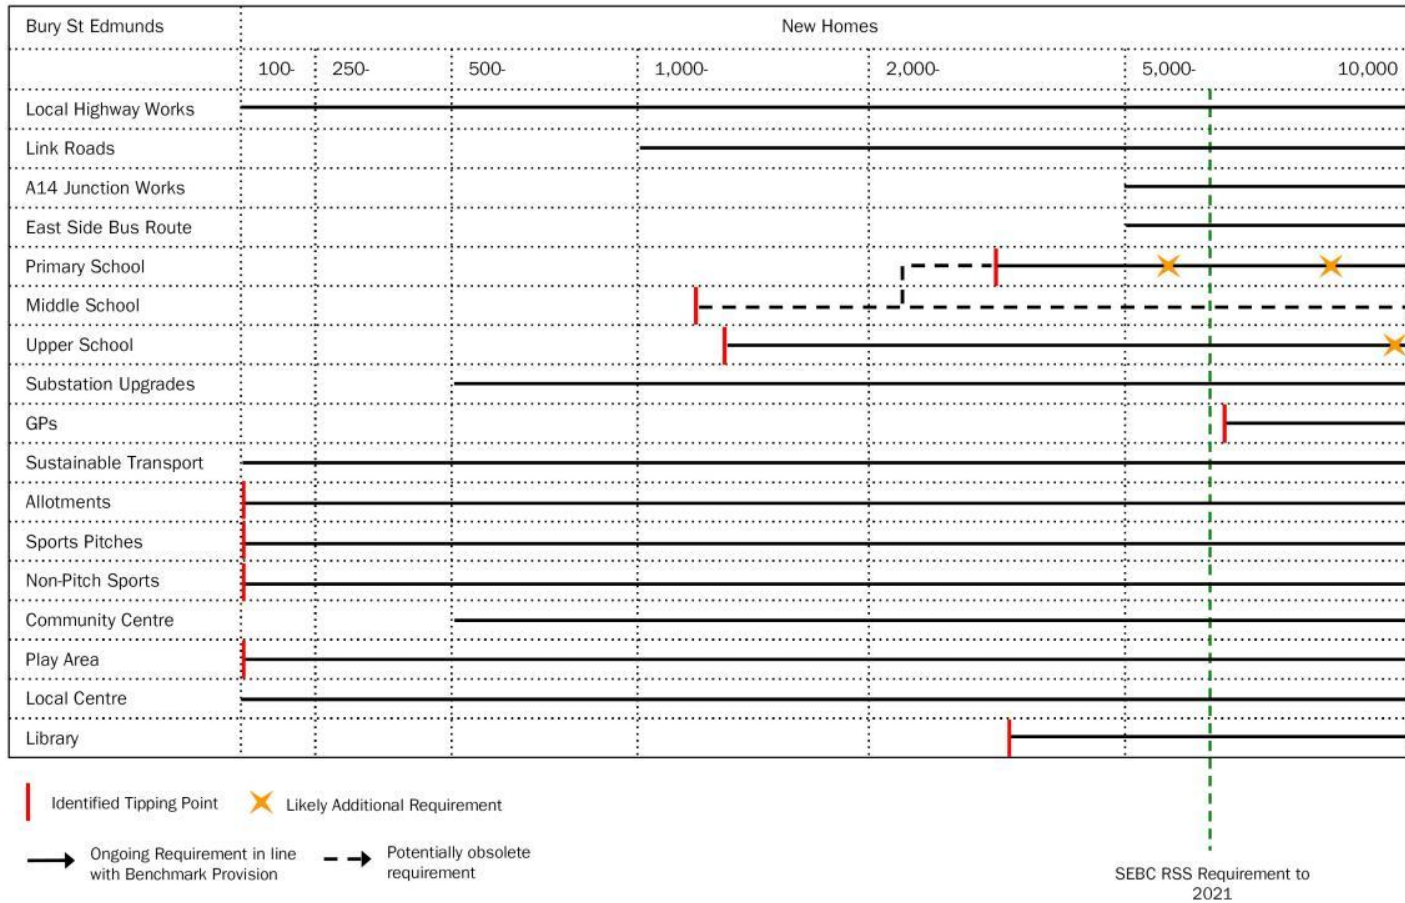 Bury St Edmunds
New Homes
100-
250-
500-
1,000-
2,000-
5,000-
10,000
Local Highway Works
Link Roads
A14 Junction Works
East Side Bus Route
Primary School
Middle School
Upper School
Substation Upgrades
GPs
Sustainable Transport
Allotments
Sports Pitches
Non-Pitch Sports
Community Centre
Play Area
Local Centre
Library
Identified Tipping Point
Likely Additional Requirement
Ongoing Requirement in line
with Benchmark Provision
Potentially obsolete
requirement
SEBC RSS Requirement to
2021